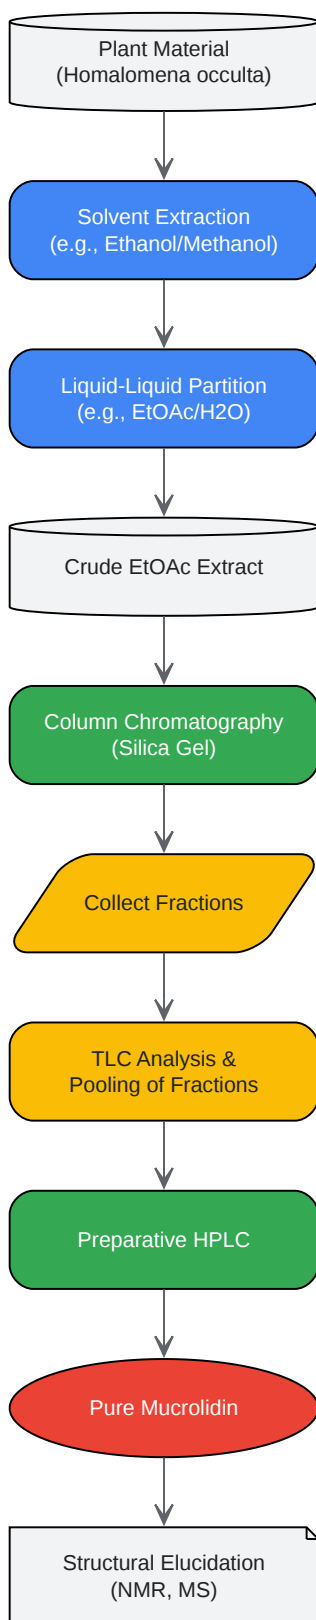 Plant Material
(Homalomena occulta)
Solvent Extraction
(e.g., Ethanol/Methanol)
Liquid-Liquid Partition
(e.g., EtOAc/H2O)
Crude EtOAc Extract
Column Chromatography
(Silica Gel)
Collect Fractions
TLC Analysis &
Pooling of Fractions
Preparative HPLC
Pure Mucrolidin
Structural Elucidation
(NMR, MS)